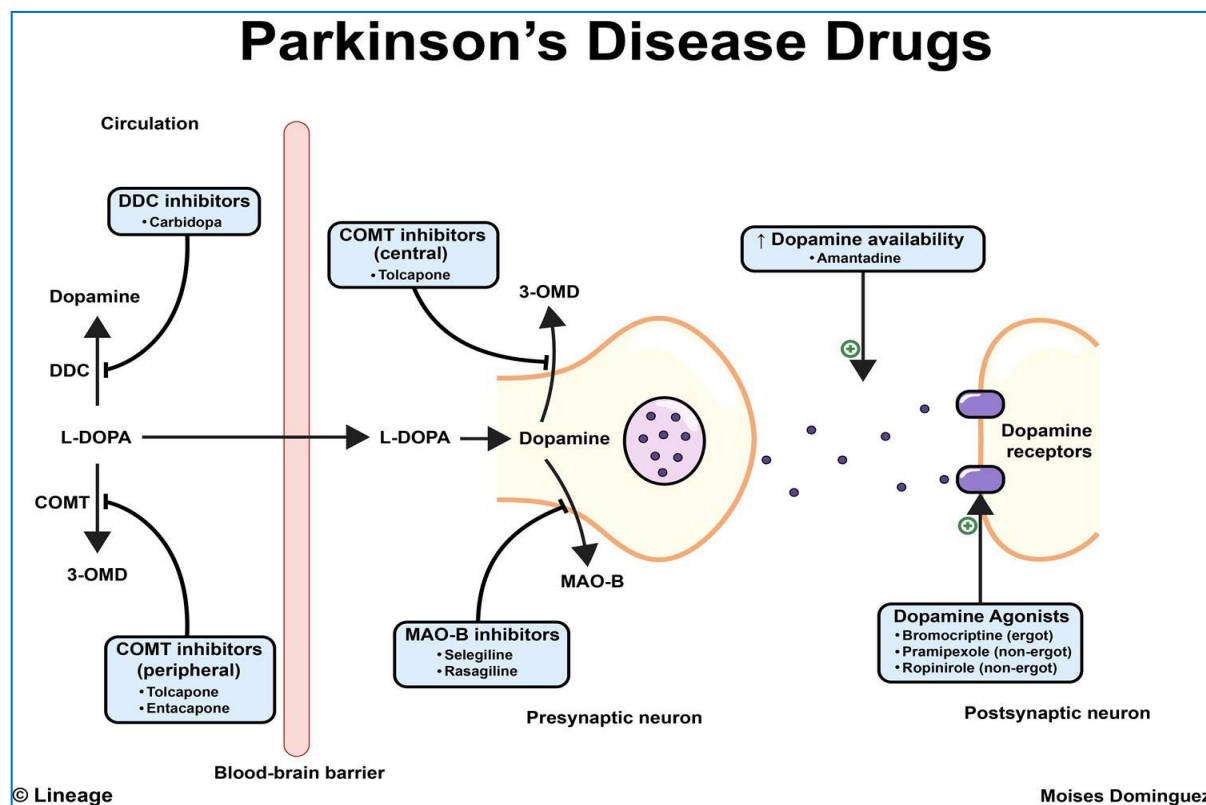 Parkinson's Disease Drugs
Circulation
DDC inhibitors
• Carbidopa
COMT inhibitors
(central)
• Tolcapone
↑ Dopamine availability
• Amantadine
Dopamine
3-OMD
DDC
L-DOPA
L-DOPA
Dopamine
Dopamine
receptors
COMT
3-OMD
MAO-B
COMT inhibitors
(peripheral)
• Tolcapone
• Entacapone
MAO-B inhibitors
• Selegiline
• Rasagiline
Dopamine Agonists
• Bromocriptine (ergot)
• Pramipexole (non-ergot)
• Ropinirole (non-ergot)
Presynaptic neuron
Postsynaptic neuron
Blood-brain barrier
© Lineage
Moises Dominguez